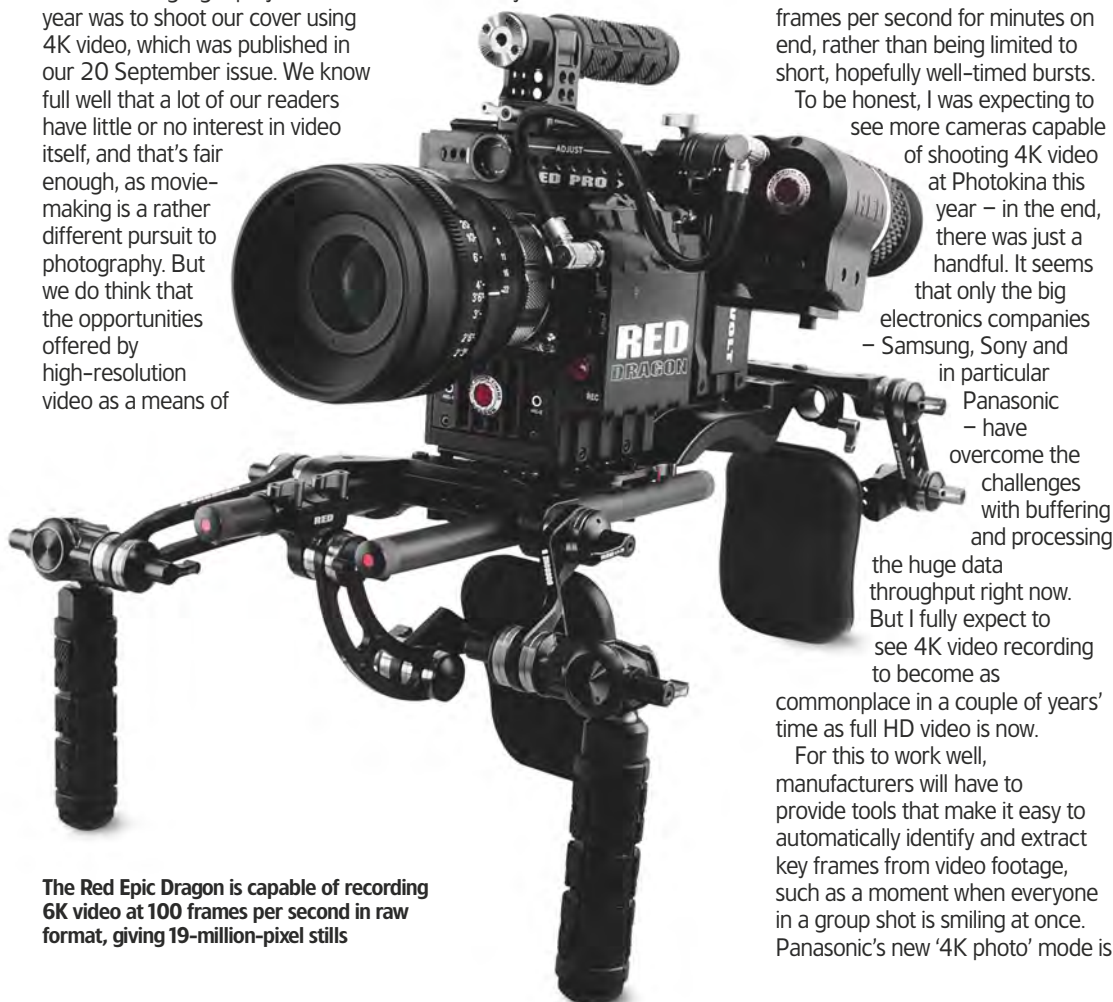 year was to shoot our cover using
4K video, which was published in
our 20 September issue. We know
full well that a lot of our readers
have little or no interest in video
itself, and that's fair
enough, as movie-
making is a rather
different pursuit to
photography. But
we do think that
the opportunities
offered by
high-resolution
video as a means of
ADJUST
ED PRO
RED
DRAGON
VOLT
REC
RED
The Red Epic Dragon is capable of recording
6K video at 100 frames per second in raw
format, giving 19-million-pixel stills
frames per second for minutes on
end, rather than being limited to
short, hopefully well-timed bursts.
To be honest, I was expecting to
see more cameras capable
of shooting 4K video
at Photokina this
year – in the end,
there was just a
handful. It seems
that only the big
electronics companies
– Samsung, Sony and
in particular
Panasonic
– have
overcome the
challenges
with buffering
and processing
the huge data
throughput right now.
But I fully expect to
see 4K video recording
to become as
commonplace in a couple of years'
time as full HD video is now.
For this to work well,
manufacturers will have to
provide tools that make it easy to
automatically identify and extract
key frames from video footage,
such as a moment when everyone
in a group shot is smiling at once.
Panasonic's new '4K photo' mode is